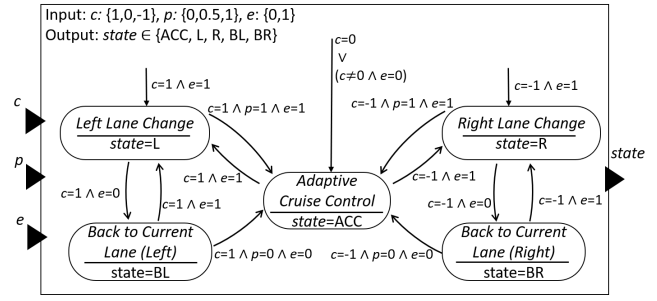 Input: c: {1,0,-1}, p: {0,0.5,1}, e: {0,1}
Output: state ∈ {ACC, L, R, BL, BR}
c=0
∨
(c≠0 ∧ e=0)
c=1 ∧ e=1
c=-1 ∧ e=1
c
Left Lane Change
state=L
c=1 ∧ p=1 ∧ e=1
c=-1 ∧ p=1 ∧ e=1
Right Lane Change
state=R
state
p
c=1 ∧ e=0
c=1 ∧ e=1
c=1 ∧ e=1
Adaptive
Cruise Control
state=ACC
c=-1 ∧ e=1
c=-1 ∧ e=0
c=-1 ∧ e=1
e
Back to Current
Lane (Left)
state=BL
c=1 ∧ p=0 ∧ e=0
c=-1 ∧ p=0 ∧ e=0
Back to Current
Lane (Right)
state=BR